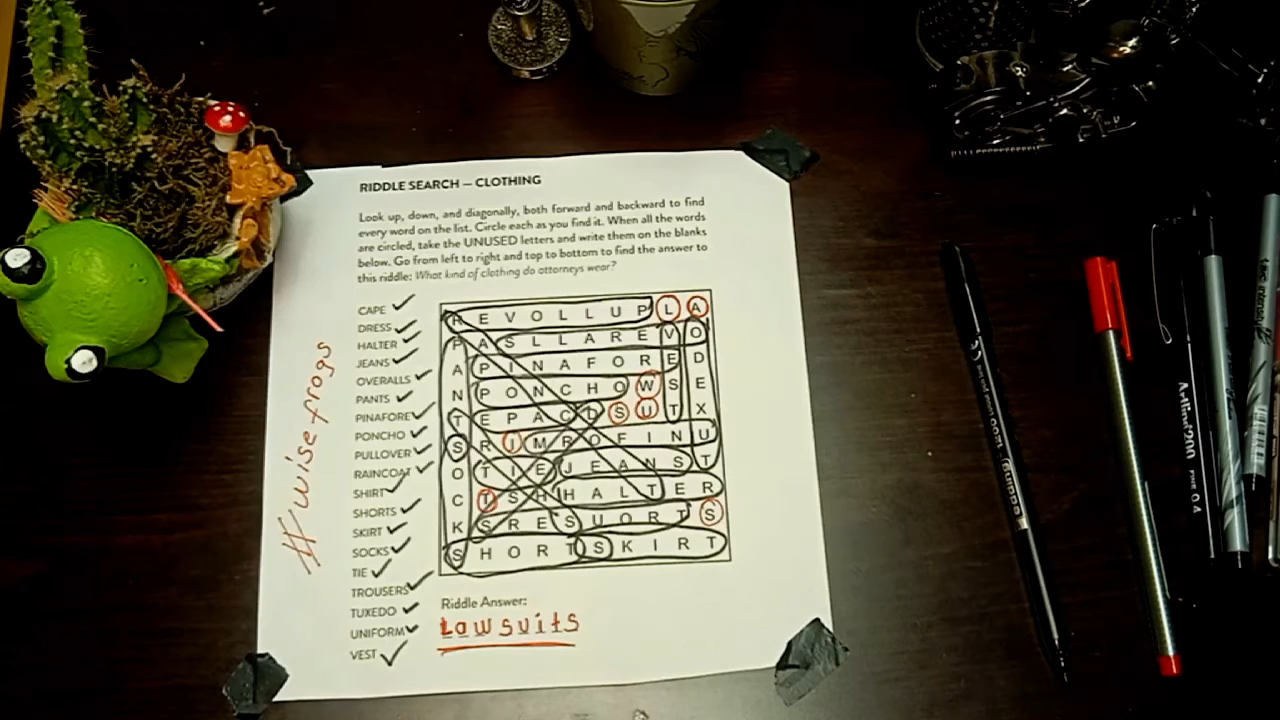 RIDDLE SEARCH — CLOTHING
Look up, down, and diagonally, both forward and backward to find
every word on the list. Circle each as you find it. When all the words
are circled, take the UNUSED letters and write them on the blanks
below. Go from left to right and top to bottom to find the answer to
this riddle: What kind of clothing do attorneys wear?
CAPE
DRESS
HALTER
JEANS
OVERALLS
PANTS
PINAFORE
PONCHO
PULLOVER
RAINCOAT
SHIRT
SHORTS
SKIRT
SOCKS
TIE
TROUSERS
TUXEDO
UNIFORM
VEST
R E V O L L U P L A
P A S L L A R E V O
A P I N A F O R E D
N P O N C H O W S E
T E P A C D S U T X
S R I M R O F I N U
O T I E J E A N S T
C T S H H A L T E R
K S R E S U O R T S
S H O R T S K I R T
Riddle Answer:
Lawsuits
#wisefrogs
Artline200
FINE 0.4